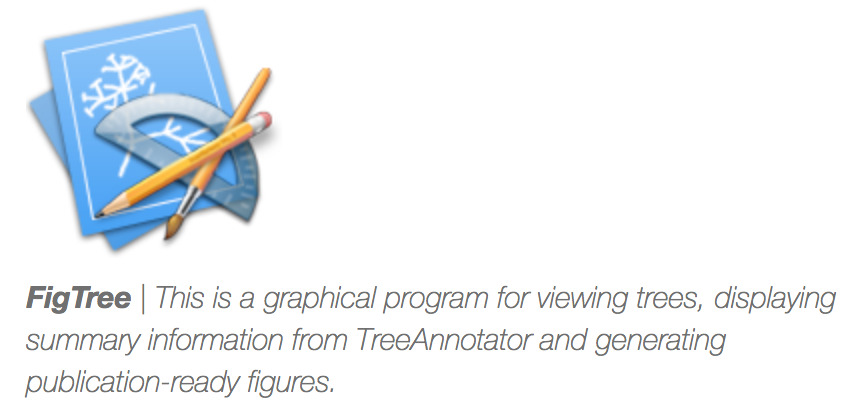 FigTree | This is a graphical program for viewing trees, displaying
summary information from TreeAnnotator and generating
publication-ready figures.